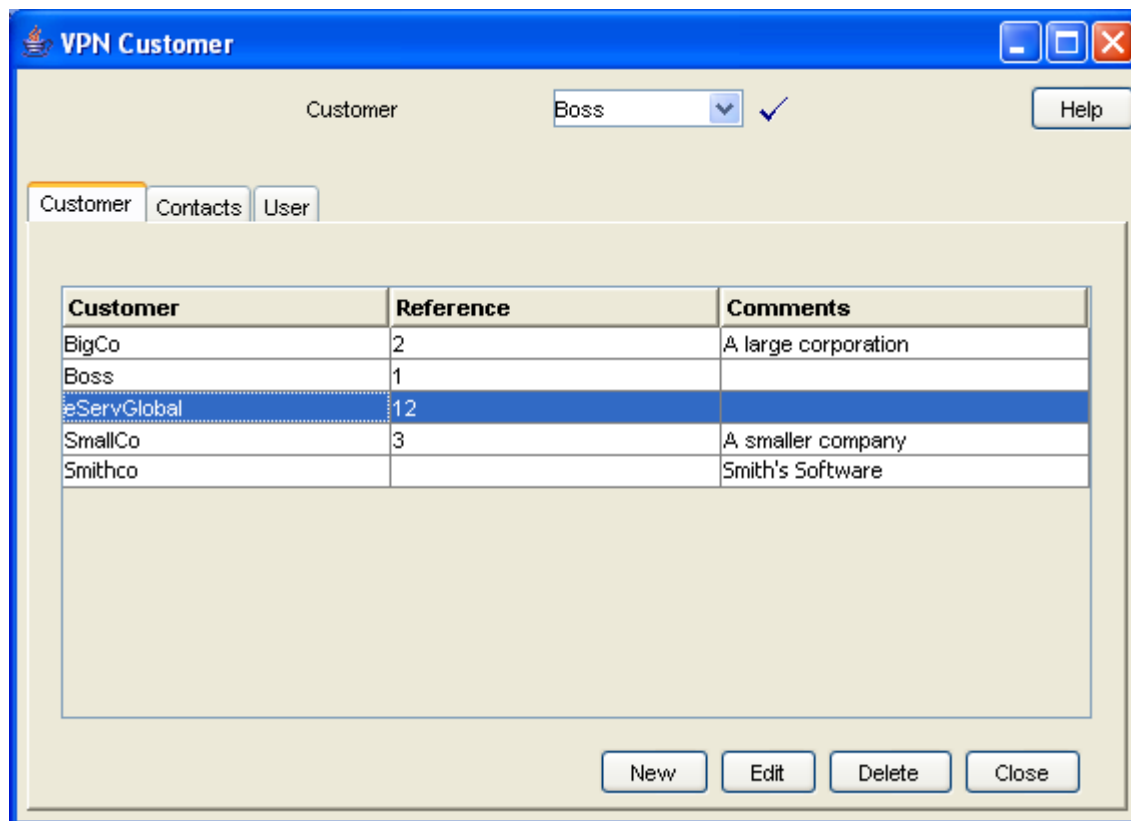 VPN Customer
Customer Boss Help
Customer Contacts User
Customer Reference Comments
BigCo 2 A large corporation
Boss 1
eServGlobal 12
SmallCo 3 A smaller company
Smithco Smith's Software
New Edit Delete Close